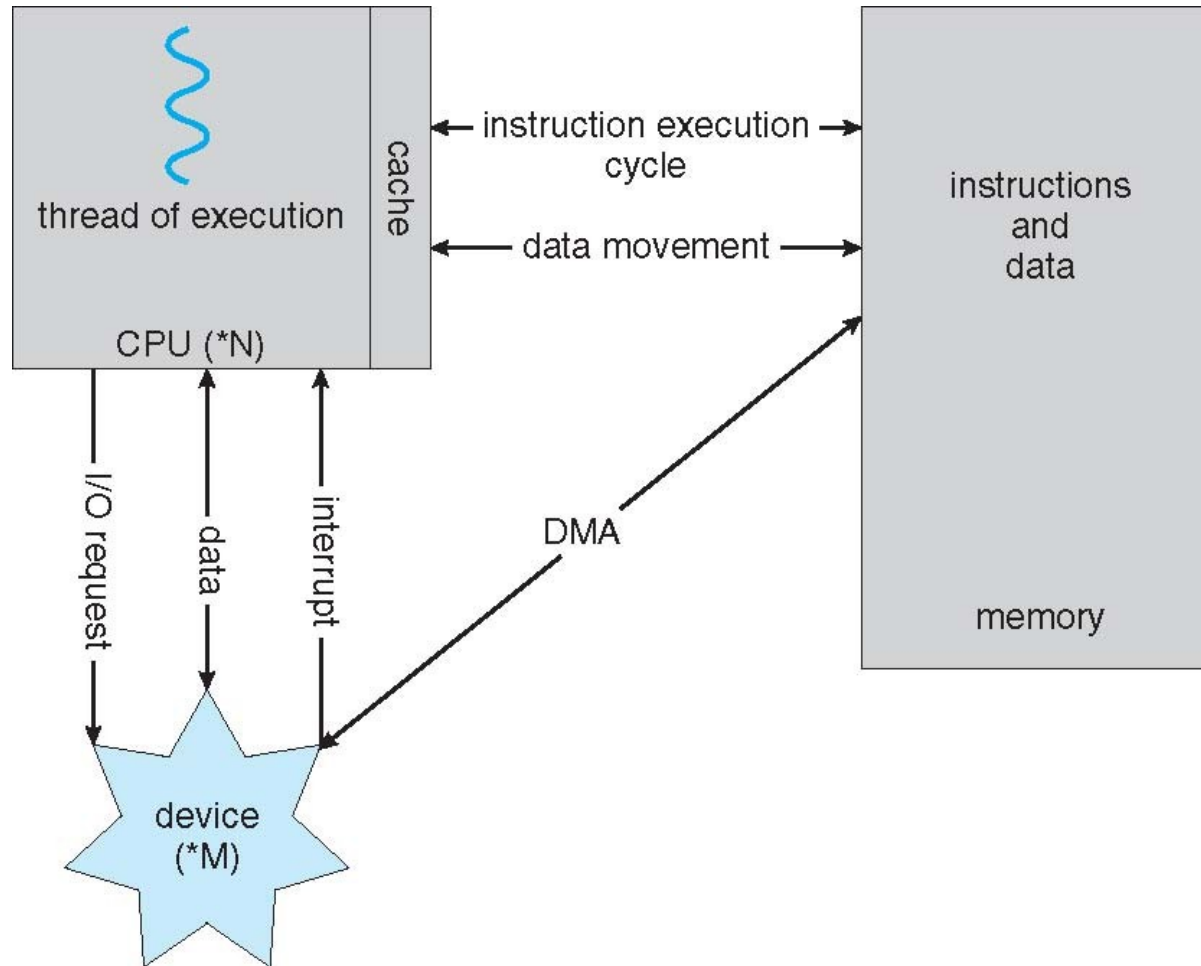 thread of execution
cache
CPU (*N)
instruction execution
cycle
data movement
instructions
and
data
memory
I/O request
data
interrupt
DMA
device
(*M)